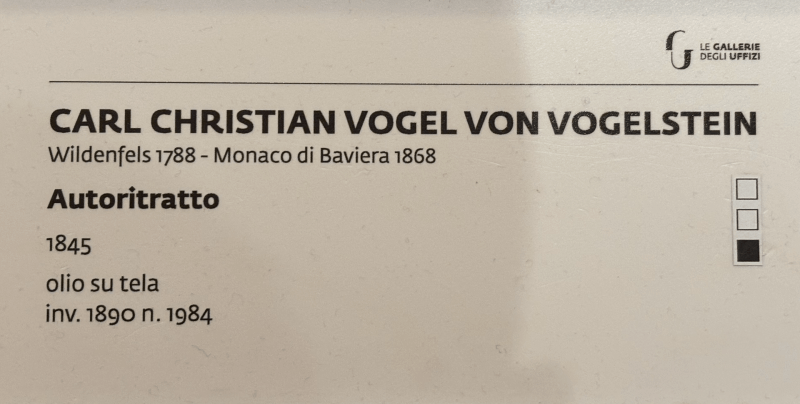 LE GALLERIE
DEGLI UFFIZI
CARL CHRISTIAN VOGEL VON VOGELSTEIN
Wildenfels 1788 - Monaco di Baviera 1868
Autoritratto
1845
olio su tela
inv. 1890 n. 1984